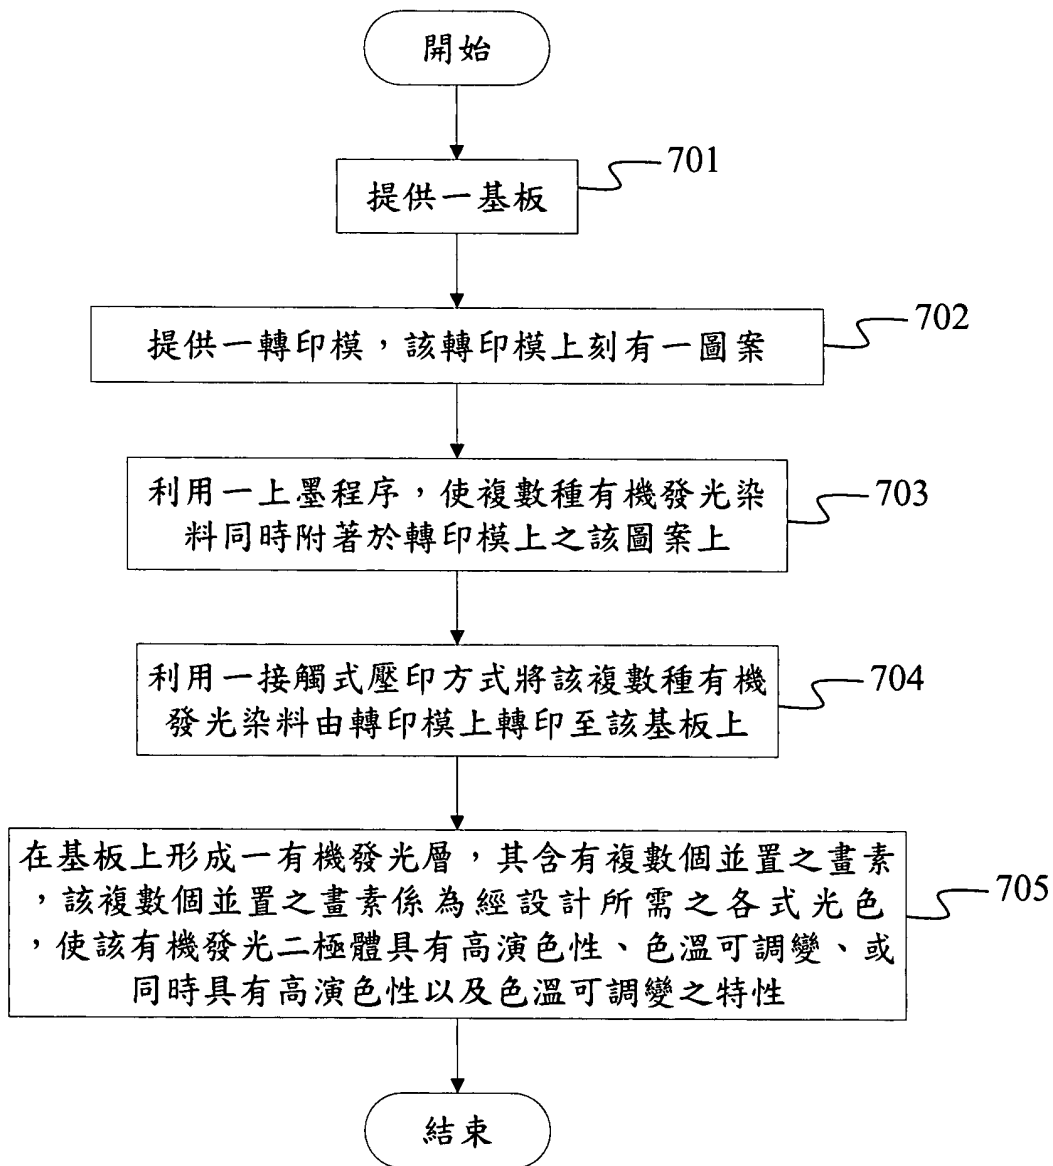 開始
701
提供一基板
702
提供一轉印模，該轉印模上刻有一圖案
703
利用一上墨程序，使複數種有機發光染
料同時附著於轉印模上之該圖案上
704
利用一接觸式壓印方式將該複數種有機
發光染料由轉印模上轉印至該基板上
705
在基板上形成一有機發光層，其含有複數個並置之畫素
，該複數個並置之畫素係為經設計所需之各式光色
，使該有機發光二極體具有高演色性、色溫可調變、或
同時具有高演色性以及色溫可調變之特性
結束